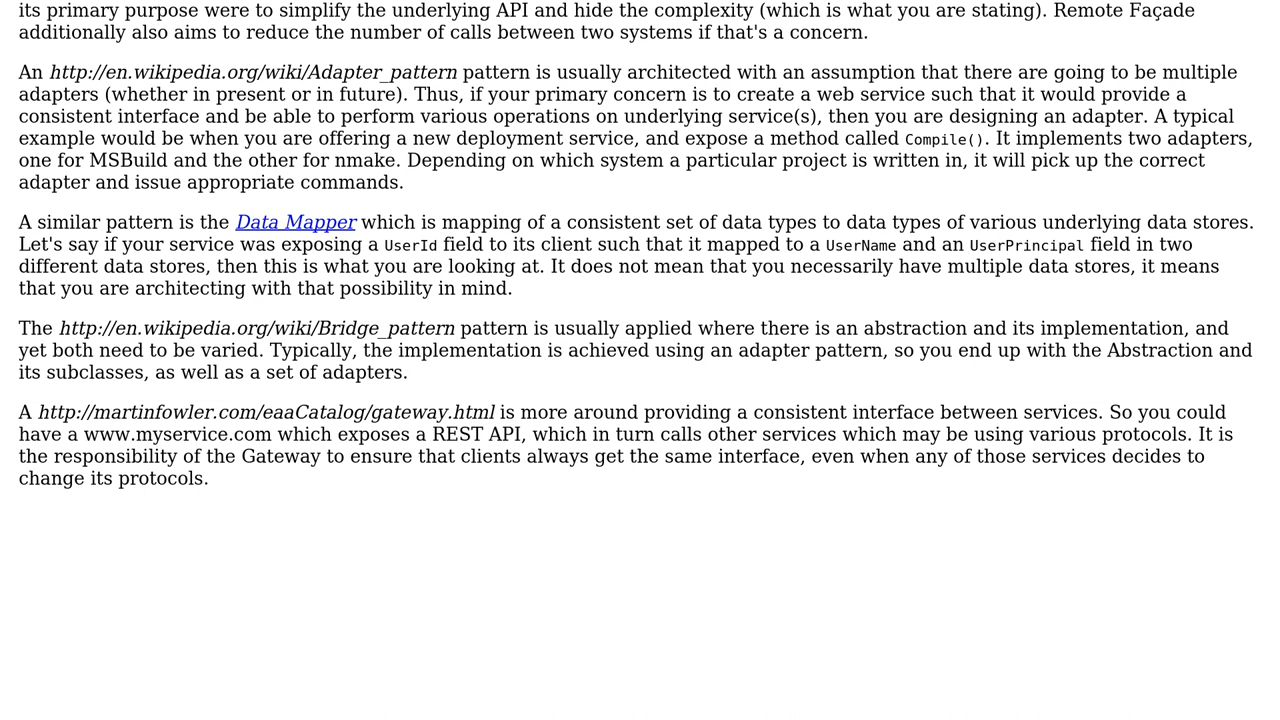 its primary purpose were to simplify the underlying API and hide the complexity (which is what you are stating). Remote Façade
additionally also aims to reduce the number of calls between two systems if that's a concern.
An http://en.wikipedia.org/wiki/Adapter_pattern pattern is usually architected with an assumption that there are going to be multiple
adapters (whether in present or in future). Thus, if your primary concern is to create a web service such that it would provide a
consistent interface and be able to perform various operations on underlying service(s), then you are designing an adapter. A typical
example would be when you are offering a new deployment service, and expose a method called Compile(). It implements two adapters,
one for MSBuild and the other for nmake. Depending on which system a particular project is written in, it will pick up the correct
adapter and issue appropriate commands.
A similar pattern is the Data Mapper which is mapping of a consistent set of data types to data types of various underlying data stores.
Let's say if your service was exposing a UserId field to its client such that it mapped to a UserName and an UserPrincipal field in two
different data stores, then this is what you are looking at. It does not mean that you necessarily have multiple data stores, it means
that you are architecting with that possibility in mind.
The http://en.wikipedia.org/wiki/Bridge_pattern pattern is usually applied where there is an abstraction and its implementation, and
yet both need to be varied. Typically, the implementation is achieved using an adapter pattern, so you end up with the Abstraction and
its subclasses, as well as a set of adapters.
A http://martinfowler.com/eaaCatalog/gateway.html is more around providing a consistent interface between services. So you could
have a www.myservice.com which exposes a REST API, which in turn calls other services which may be using various protocols. It is
the responsibility of the Gateway to ensure that clients always get the same interface, even when any of those services decides to
change its protocols.